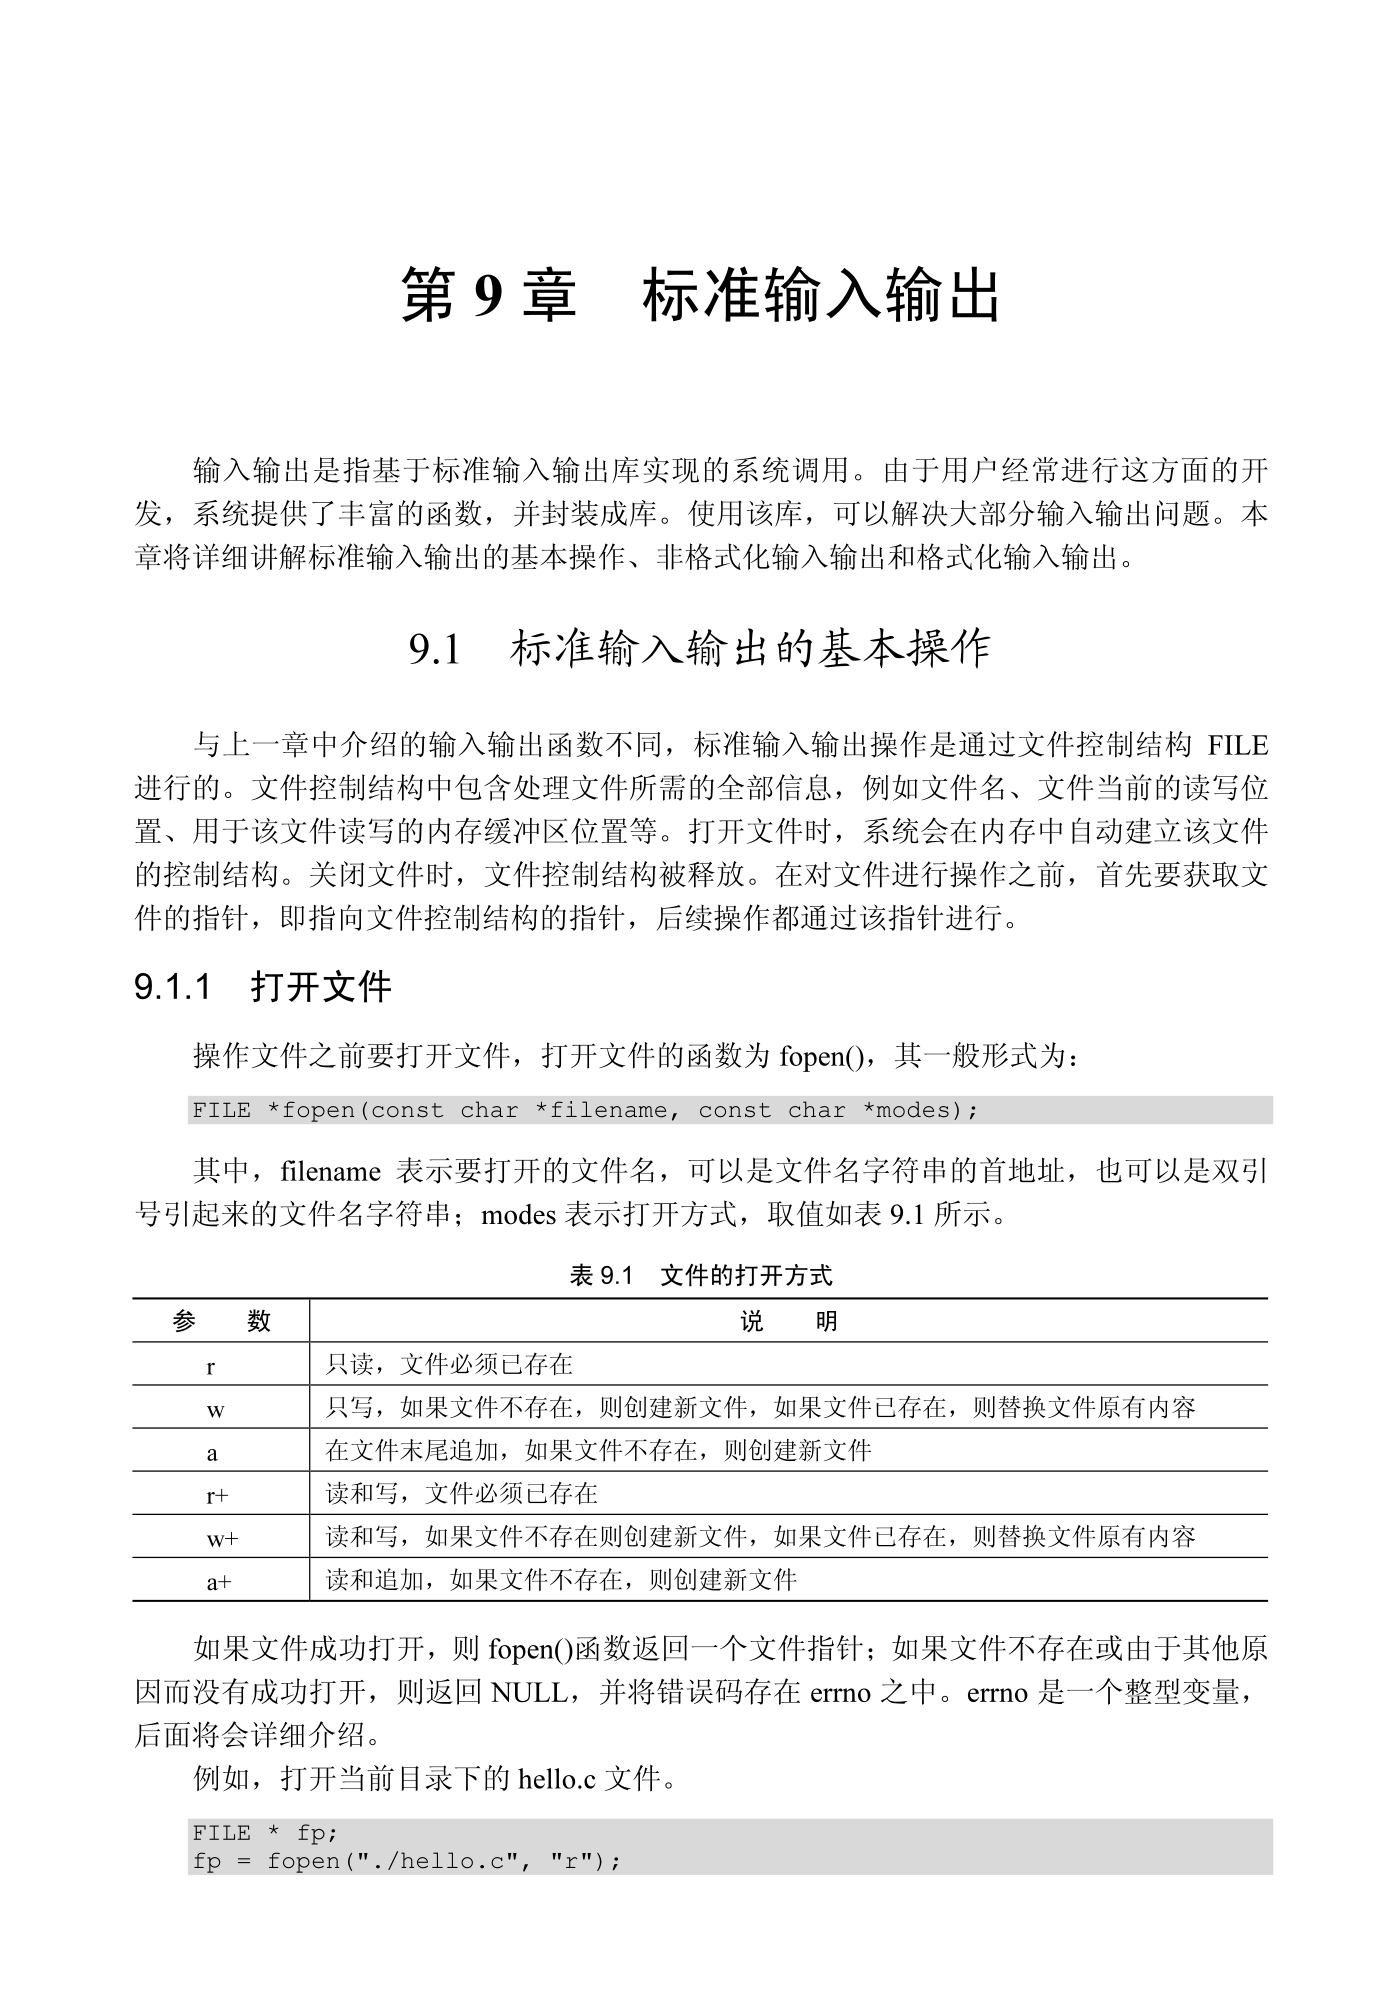 第 9 章　标准输入输出
输入输出是指基于标准输入输出库实现的系统调用。由于用户经常进行这方面的开
发，系统提供了丰富的函数，并封装成库。使用该库，可以解决大部分输入输出问题。本
章将详细讲解标准输入输出的基本操作、非格式化输入输出和格式化输入输出。
9.1　标准输入输出的基本操作
与上一章中介绍的输入输出函数不同，标准输入输出操作是通过文件控制结构 FILE
进行的。文件控制结构中包含处理文件所需的全部信息，例如文件名、文件当前的读写位
置、用于该文件读写的内存缓冲区位置等。打开文件时，系统会在内存中自动建立该文件
的控制结构。关闭文件时，文件控制结构被释放。在对文件进行操作之前，首先要获取文
件的指针，即指向文件控制结构的指针，后续操作都通过该指针进行。
9.1.1　打开文件
操作文件之前要打开文件，打开文件的函数为 fopen()，其一般形式为：
FILE *fopen(const char *filename, const char *modes);
其中，filename 表示要打开的文件名，可以是文件名字符串的首地址，也可以是双引
号引起来的文件名字符串；modes 表示打开方式，取值如表 9.1 所示。
表 9.1　文件的打开方式
参　数　说　明
r　只读，文件必须已存在
w　只写，如果文件不存在，则创建新文件，如果文件已存在，则替换文件原有内容
a　在文件末尾追加，如果文件不存在，则创建新文件
r+　读和写，文件必须已存在
w+　读和写，如果文件不存在则创建新文件，如果文件已存在，则替换文件原有内容
a+　读和追加，如果文件不存在，则创建新文件
如果文件成功打开，则 fopen()函数返回一个文件指针；如果文件不存在或由于其他原
因而没有成功打开，则返回 NULL，并将错误码存在 errno 之中。errno 是一个整型变量，
后面将会详细介绍。
例如，打开当前目录下的 hello.c 文件。
FILE * fp;
fp = fopen("./hello.c", "r");